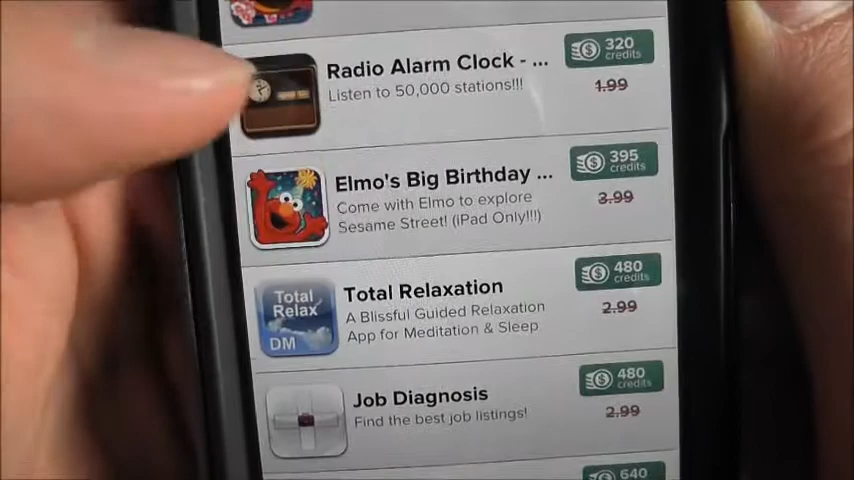 320
credits
Radio Alarm Clock - ...
Listen to 50,000 stations!!!
1.99
395
credits
Elmo's Big Birthday ...
Come with Elmo to explore
Sesame Street! (iPad Only!!!)
3.99
480
credits
Total Relaxation
A Blissful Guided Relaxation
App for Meditation & Sleep
2.99
Total
Relax
DM
480
credits
Job Diagnosis
Find the best job listings!
2.99
640
credits